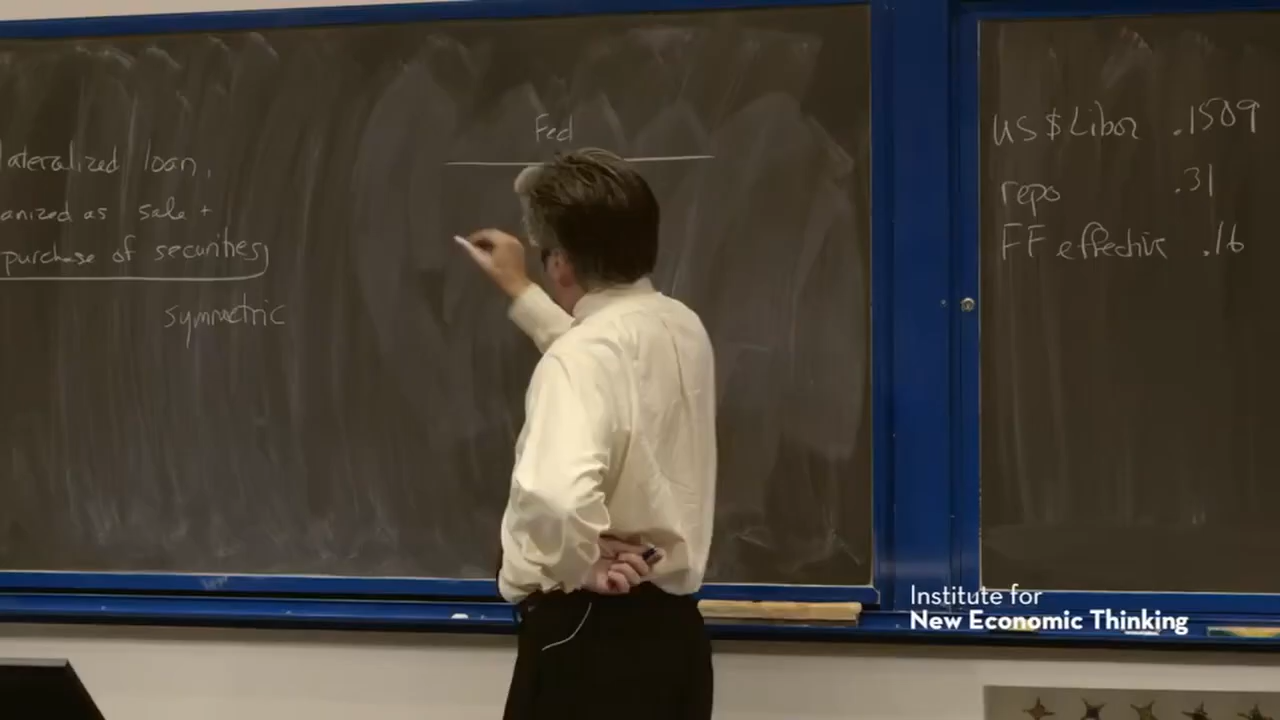 lateralized loan,
anized as sale +
purchase of securities
symmetric
Fed
US $ Libor .1509
repo .31
FF effective .16
Institute for
New Economic Thinking